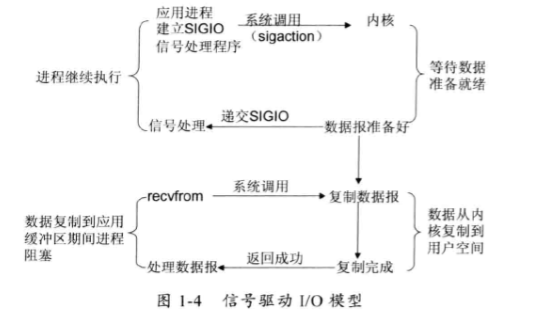 应用进程
建立SIGIO
信号处理程序
系统调用
（sigaction）
内核
进程继续执行
等待数据
准备就绪
信号处理
递交SIGIO
数据报准备好
recvfrom
系统调用
复制数据报
数据复制到应用
缓冲区期间进程
阻塞
数据从内
核复制到
用户空间
处理数据报
返回成功
复制完成
图 1-4 信号驱动 I/O 模型